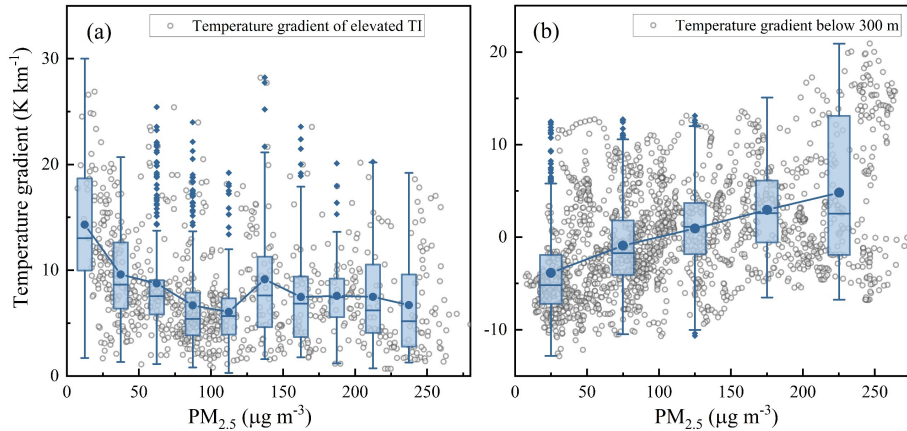 (a)
Temperature gradient of elevated TI
Temperature gradient (K km⁻¹)
30
20
10
0
0
50
100
150
200
250
PM₂.₅ (μg m⁻³)
(b)
Temperature gradient below 300 m
20
10
0
-10
0
50
100
150
200
250
PM₂.₅ (μg m⁻³)